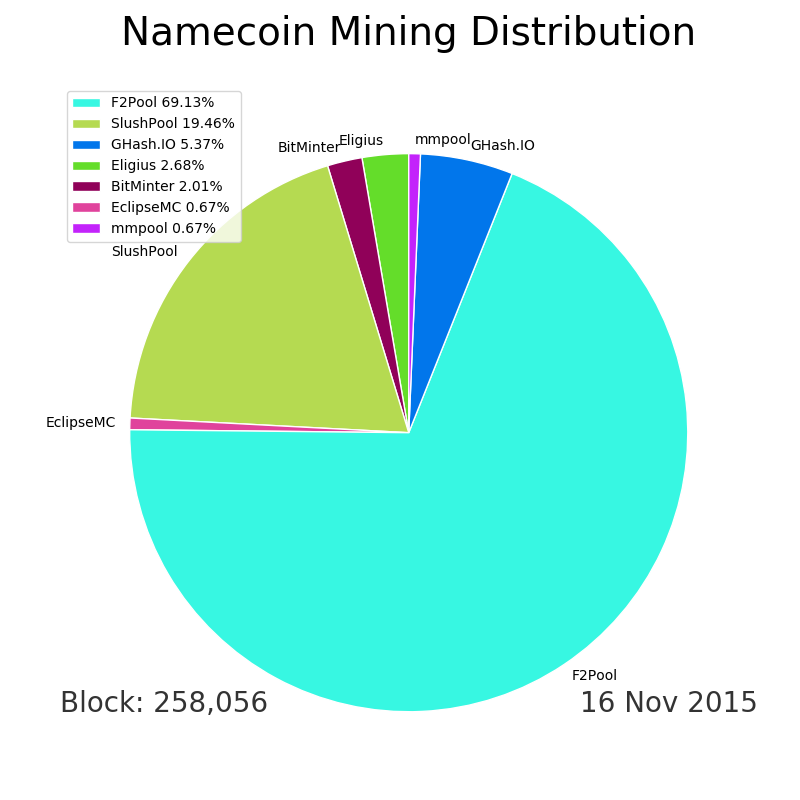 Namecoin Mining Distribution
F2Pool 69.13%
SlushPool 19.46%
GHash.IO 5.37%
Eligius 2.68%
BitMinter 2.01%
EclipseMC 0.67%
mmpool 0.67%
BitMinter
Eligius
mmpool
GHash.IO
SlushPool
EclipseMC
F2Pool
Block: 258,056
16 Nov 2015